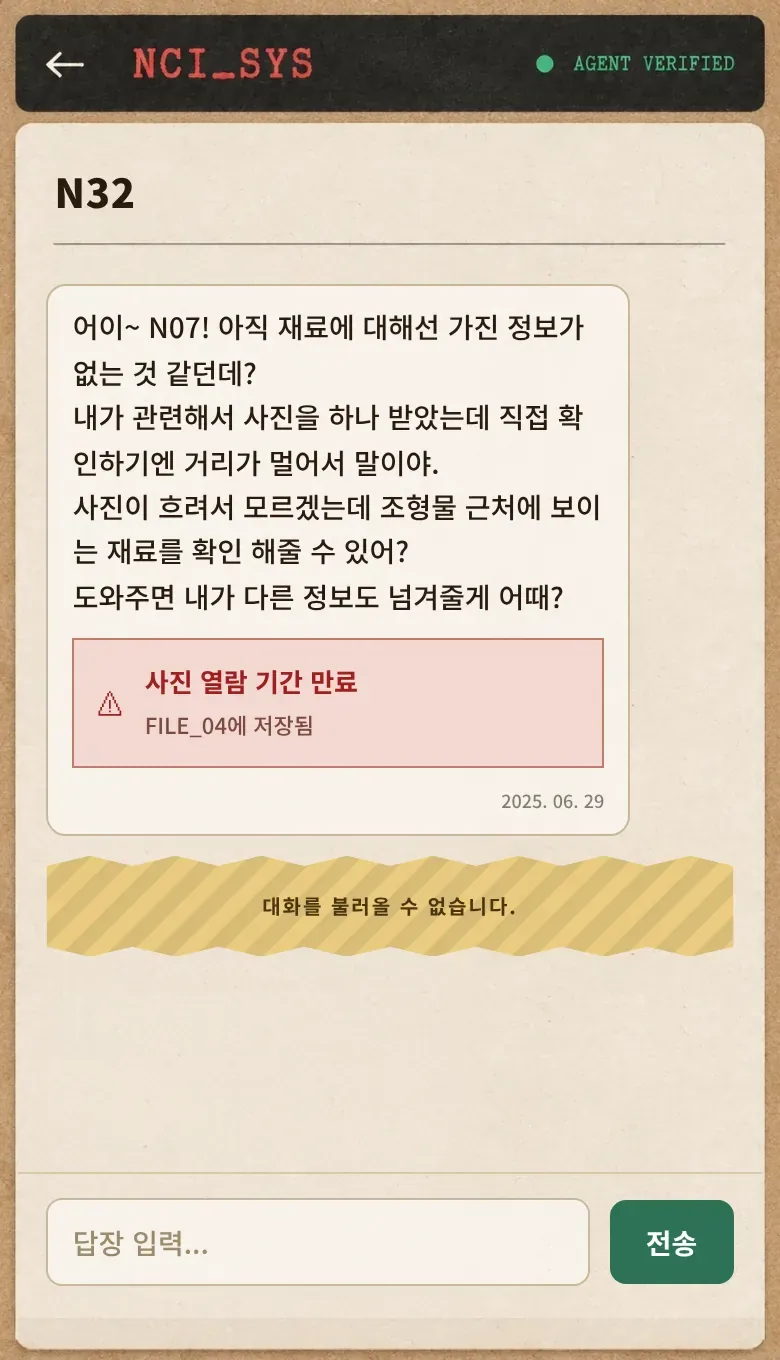 NCI_SYS
AGENT VERIFIED
N32
어이~ N07! 아직 재료에 대해선 가진 정보가
없는 것 같던데?
내가 관련해서 사진을 하나 받았는데 직접 확
인하기엔 거리가 멀어서 말이야.
사진이 흐려서 모르겠는데 조형물 근처에 보이
는 재료를 확인 해줄 수 있어?
도와주면 내가 다른 정보도 넘겨줄게 어때?
사진 열람 기간 만료
FILE_04에 저장됨
2025. 06. 29
대화를 불러올 수 없습니다.
답장 입력...
전송